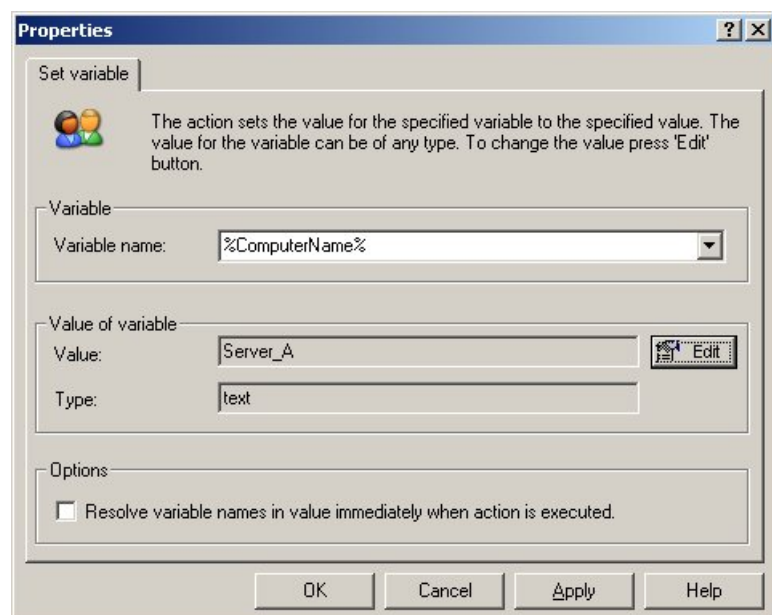 Properties
Set variable
The action sets the value for the specified variable to the specified value. The
value for the variable can be of any type. To change the value press 'Edit'
button.
Variable
Variable name: %ComputerName%
Value of variable
Value: Server_A Edit
Type: text
Options
Resolve variable names in value immediately when action is executed.
OK Cancel Apply Help